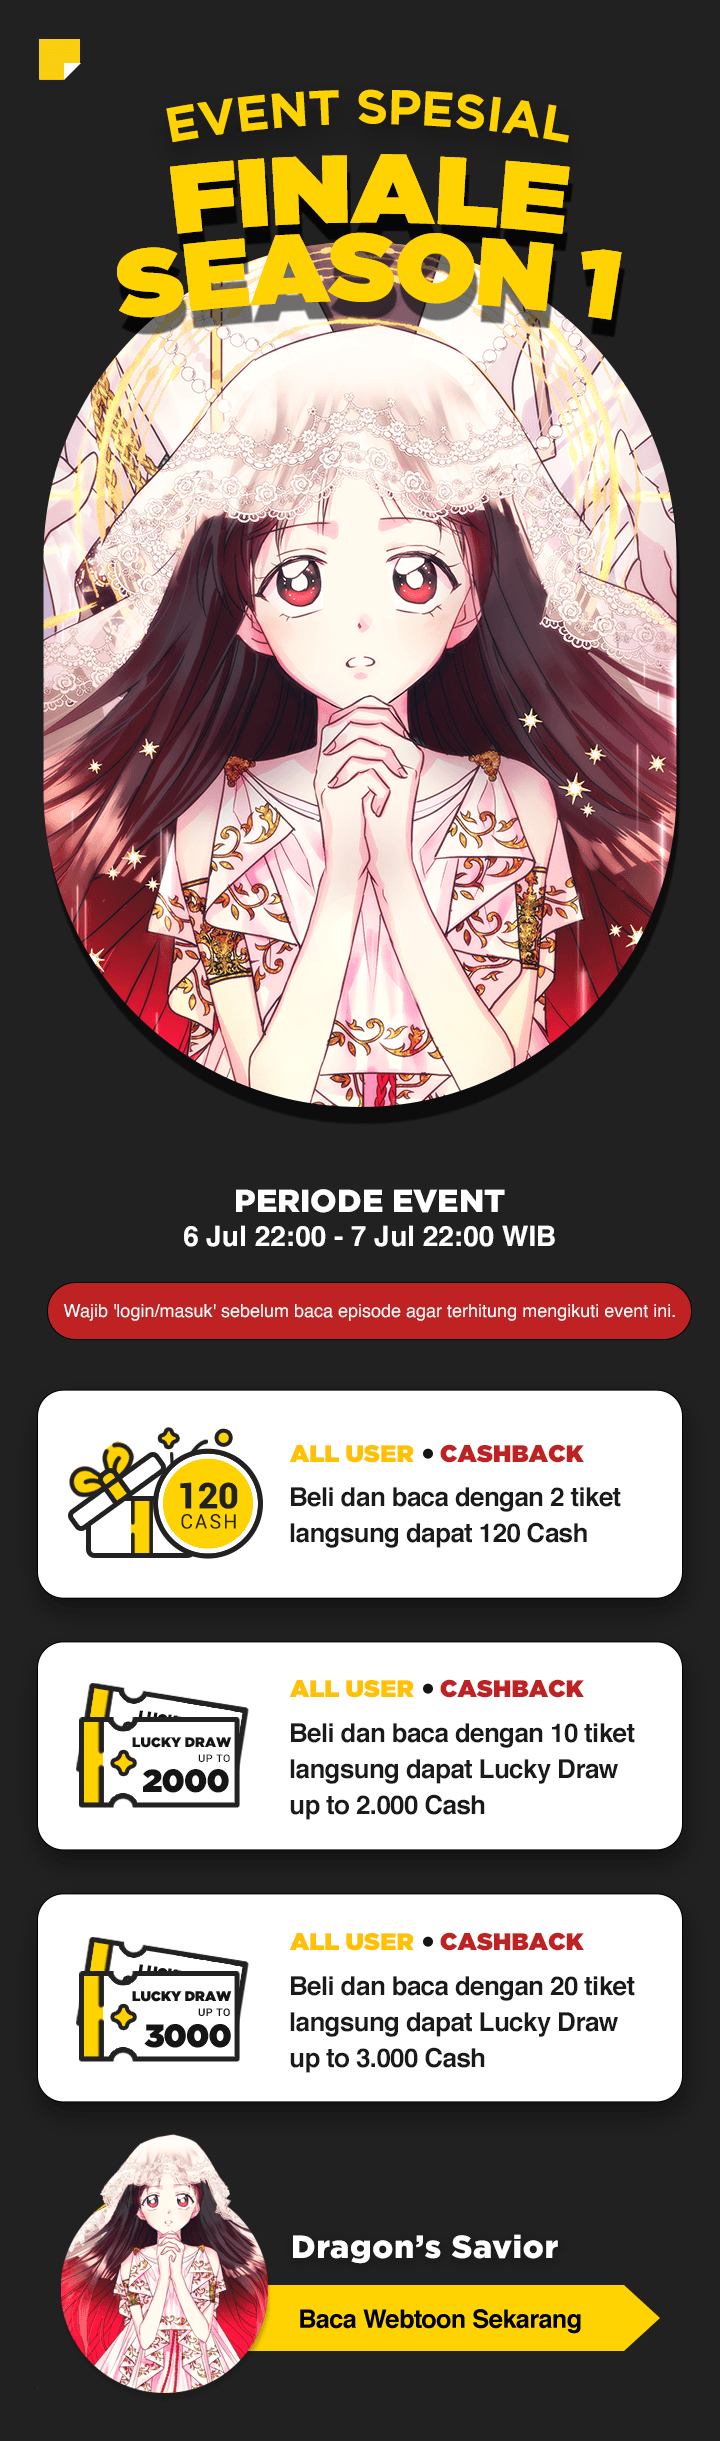 EVENT SPESIAL
FINALE
SEASON 1
PERIODE EVENT
6 Jul 22:00 - 7 Jul 22:00 WIB
Wajib 'login/masuk' sebelum baca episode agar terhitung mengikuti event ini.
120
CASH
ALL USER • CASHBACK
Beli dan baca dengan 2 tiket
langsung dapat 120 Cash
LUCKY DRAW
UP TO
2000
ALL USER • CASHBACK
Beli dan baca dengan 10 tiket
langsung dapat Lucky Draw
up to 2.000 Cash
LUCKY DRAW
UP TO
3000
ALL USER • CASHBACK
Beli dan baca dengan 20 tiket
langsung dapat Lucky Draw
up to 3.000 Cash
Dragon's Savior
Baca Webtoon Sekarang